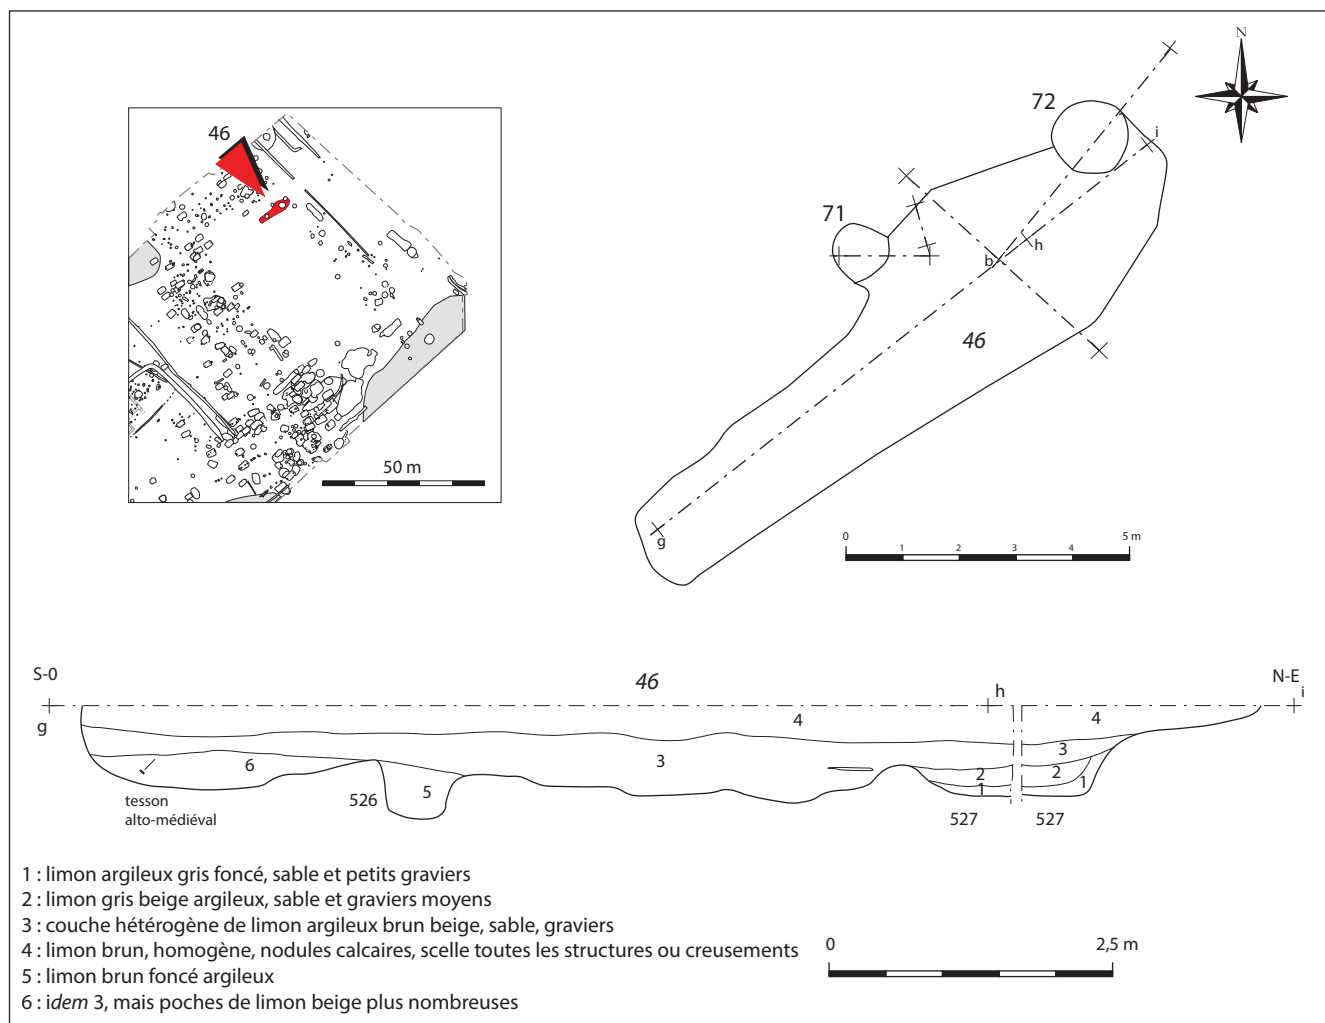 N
46
50 m
72
i
71
h
b
46
g
0 1 2 3 4 5 m
S-0
46
N-E
g
h
i
4
4
3
3
6
2
2
526
5
1
1
tesson
alto-médiéval
527
527
1 : limon argileux gris foncé, sable et petits graviers
2 : limon gris beige argileux, sable et graviers moyens
3 : couche hétérogène de limon argileux brun beige, sable, graviers
4 : limon brun, homogène, nodules calcaires, scelle toutes les structures ou creusements
5 : limon brun foncé argileux
6 : idem 3, mais poches de limon beige plus nombreuses
0 2,5 m